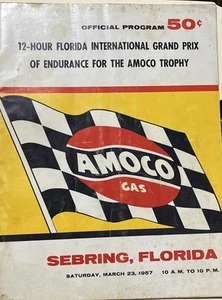 OFFICIAL PROGRAM 50¢
12-HOUR FLORIDA INTERNATIONAL GRAND PRIX
OF ENDURANCE FOR THE AMOCO TROPHY
AMOCO
GAS
SEBRING, FLORIDA
SATURDAY, MARCH 23, 1957 10 A.M. TO 10 P.M.